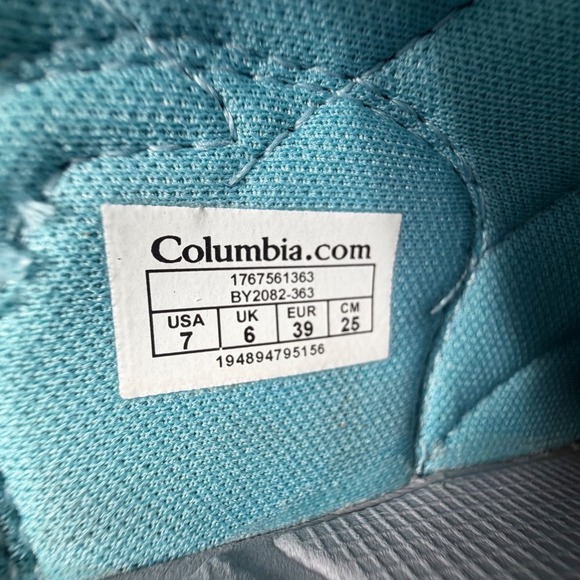 Columbia.com
1767561363
BY2082-363
USA UK EUR CM
7 6 39 25
194894795156